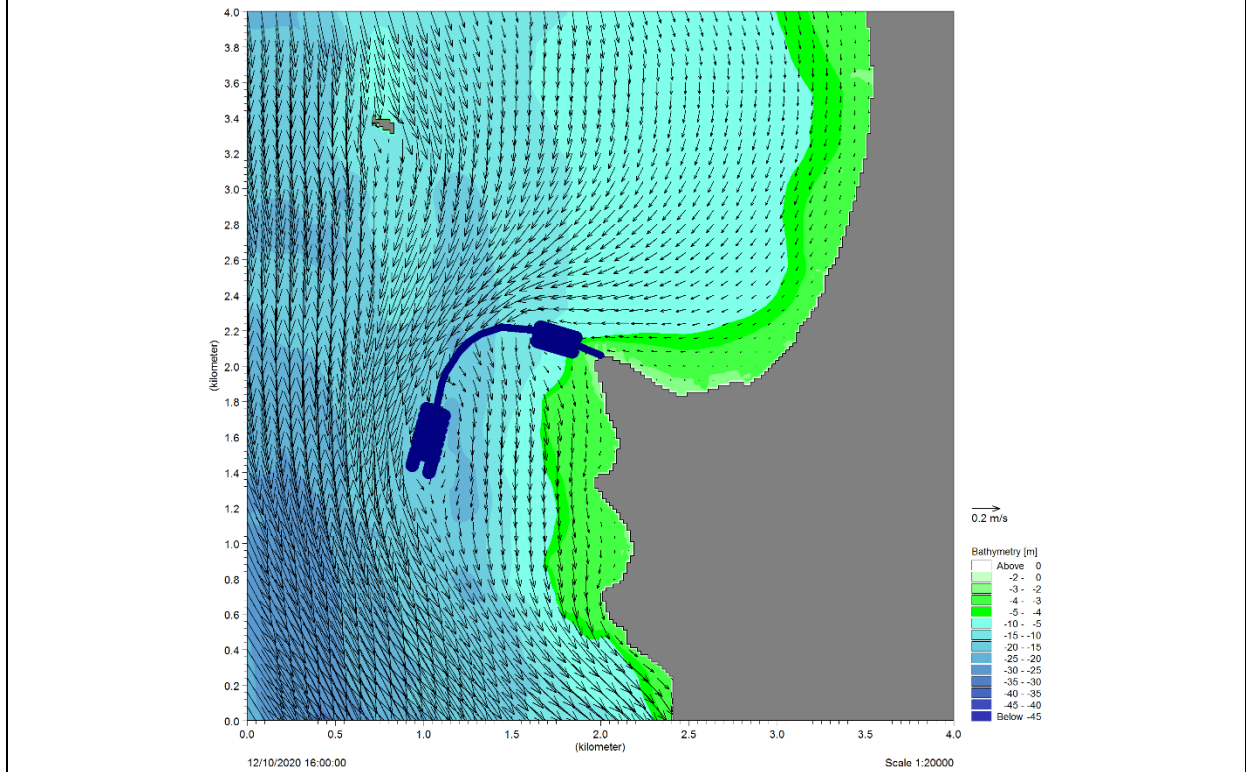 4.0
3.8
3.6
3.4
3.2
3.0
2.8
2.6
2.4
2.2
2.0
1.8
1.6
1.4
1.2
1.0
0.8
0.6
0.4
0.2
0.0
(kilometer)
0.0 0.5 1.0 1.5 2.0 2.5 3.0 3.5 4.0
(kilometer)
12/10/2020 16:00:00
Scale 1:20000
0.2 m/s
Bathymetry [m]
Above 0
-2 - 0
-3 - -2
-4 - -3
-5 - -4
-10 - -5
-15 - -10
-20 - -15
-25 - -20
-30 - -25
-35 - -30
-40 - -35
-45 - -40
Below -45